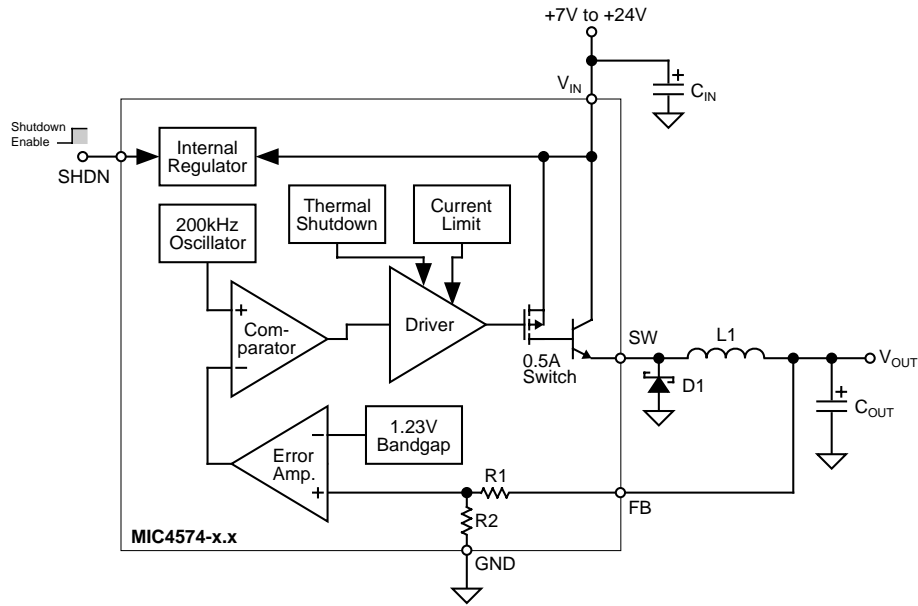 +7V to +24V
VIN
+
CIN
Shutdown
Enable
SHDN
Internal
Regulator
200kHz
Oscillator
Thermal
Shutdown
Current
Limit
+
Com-
parator
−
Driver
0.5A
Switch
SW
L1
VOUT
D1
+
COUT
1.23V
Bandgap
−
Error
Amp.
+
R1
R2
FB
MIC4574-x.x
GND